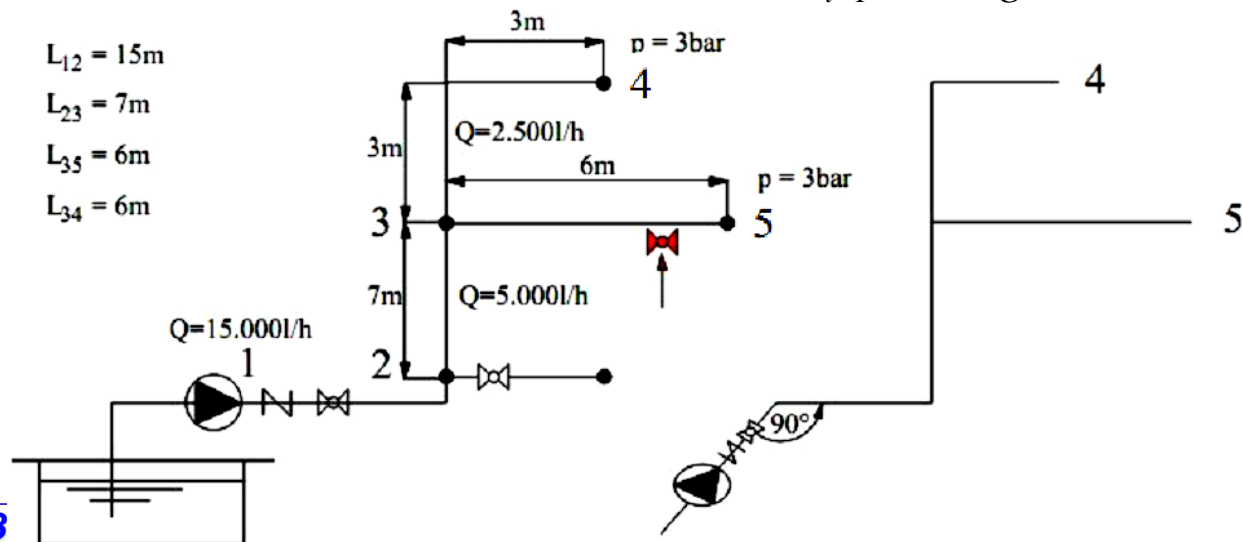 3m
p = 3bar
L₁₂ = 15m
4
4
L₂₃ = 7m
Q=2.500l/h
3m
6m
L₃₅ = 6m
p = 3bar
L₃₄ = 6m
3
5
5
7m
Q=5.000l/h
Q=15.000l/h
1
2
90°